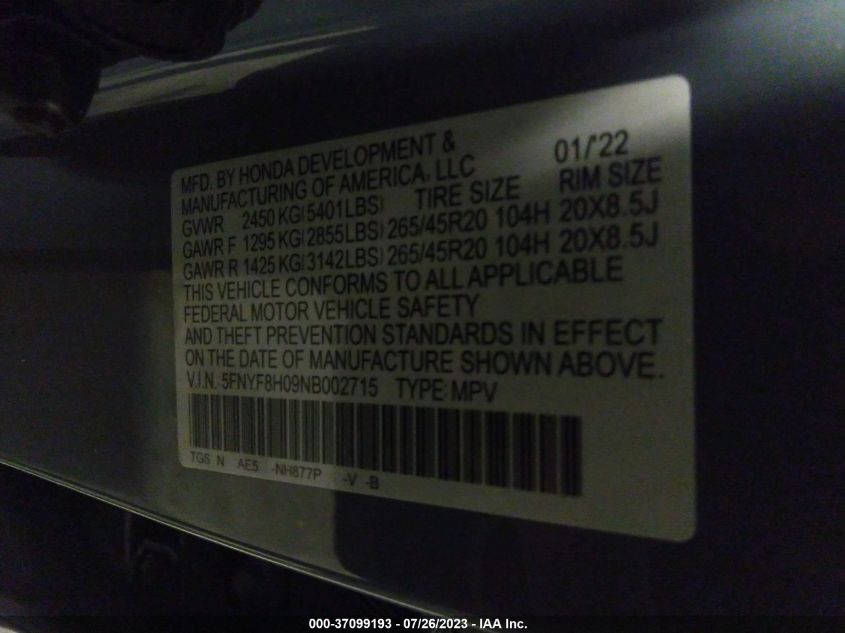 MFD. BY HONDA DEVELOPMENT &
MANUFACTURING OF AMERICA, LLC 01/'22
GVWR 2450 KG(5401LBS) TIRE SIZE RIM SIZE
GAWR F 1295 KG(2855LBS) 265/45R20 104H 20X8.5J
GAWR R 1425 KG(3142LBS) 265/45R20 104H 20X8.5J
THIS VEHICLE CONFORMS TO ALL APPLICABLE
FEDERAL MOTOR VEHICLE SAFETY
AND THEFT PREVENTION STANDARDS IN EFFECT
ON THE DATE OF MANUFACTURE SHOWN ABOVE.
V.I.N.: 5FNYF8H09NB002715 TYPE: MPV
TGS N AE5 -NH877P -V -B
000-37099193 - 07/26/2023 - IAA Inc.